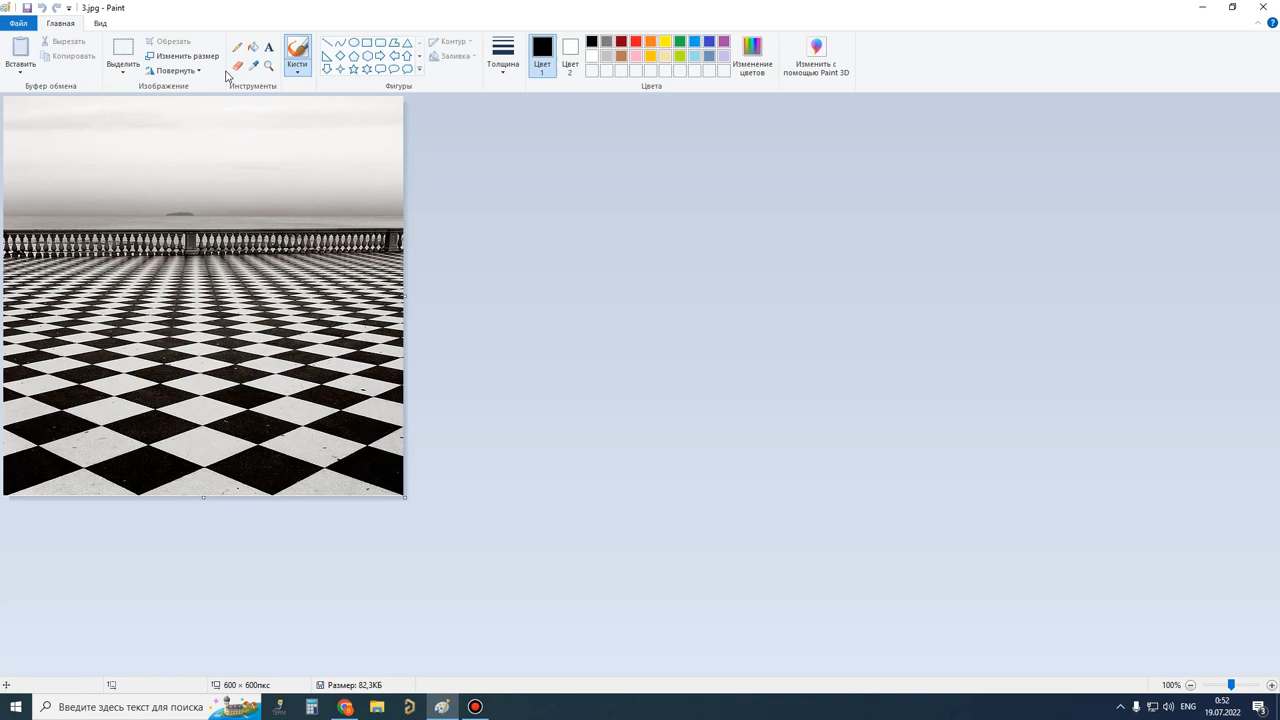 3.jpg - Paint
Файл
Главная
Вид
Вставить
Вырезать
Копировать
Буфер обмена
Выделить
Обрезать
Изменить размер
Повернуть
Изображение
A
Инструменты
Кисти
Контур
Заливка
Фигуры
Толщина
Цвет
1
Цвет
2
Изменение
цветов
Цвета
Изменить с
помощью Paint 3D
600 × 600пкс
Размер: 82,3КБ
100%
Введите здесь текст для поиска
TERM
ENG
0:52
19.07.2022
3